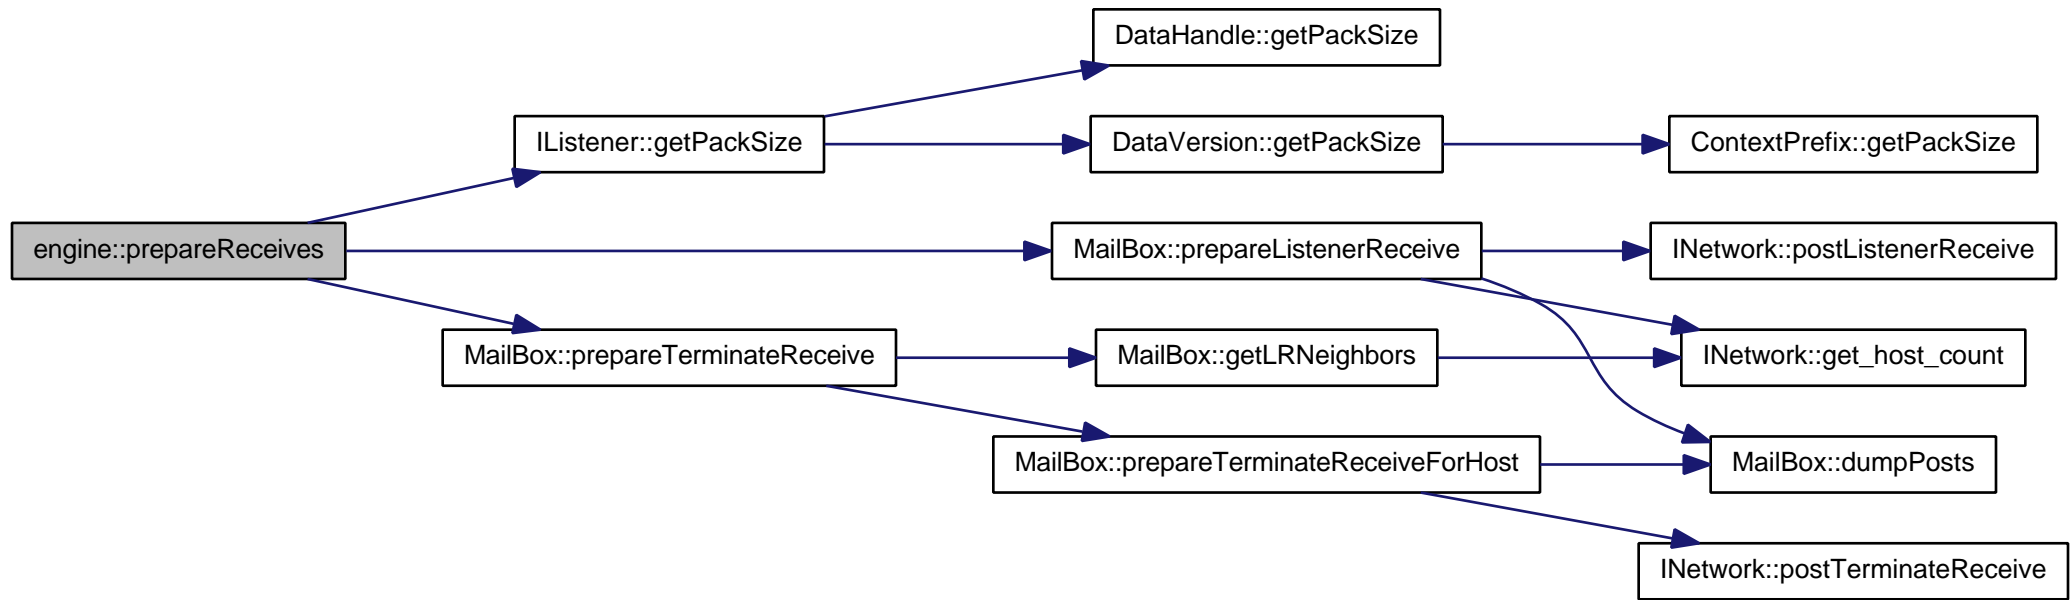 DataHandle::getPackSize
IListener::getPackSize
DataVersion::getPackSize
ContextPrefix::getPackSize
engine::prepareReceives
MailBox::prepareListenerReceive
INetwork::postListenerReceive
MailBox::prepareTerminateReceive
MailBox::getLRNeighbors
INetwork::get_host_count
MailBox::prepareTerminateReceiveForHost
MailBox::dumpPosts
INetwork::postTerminateReceive